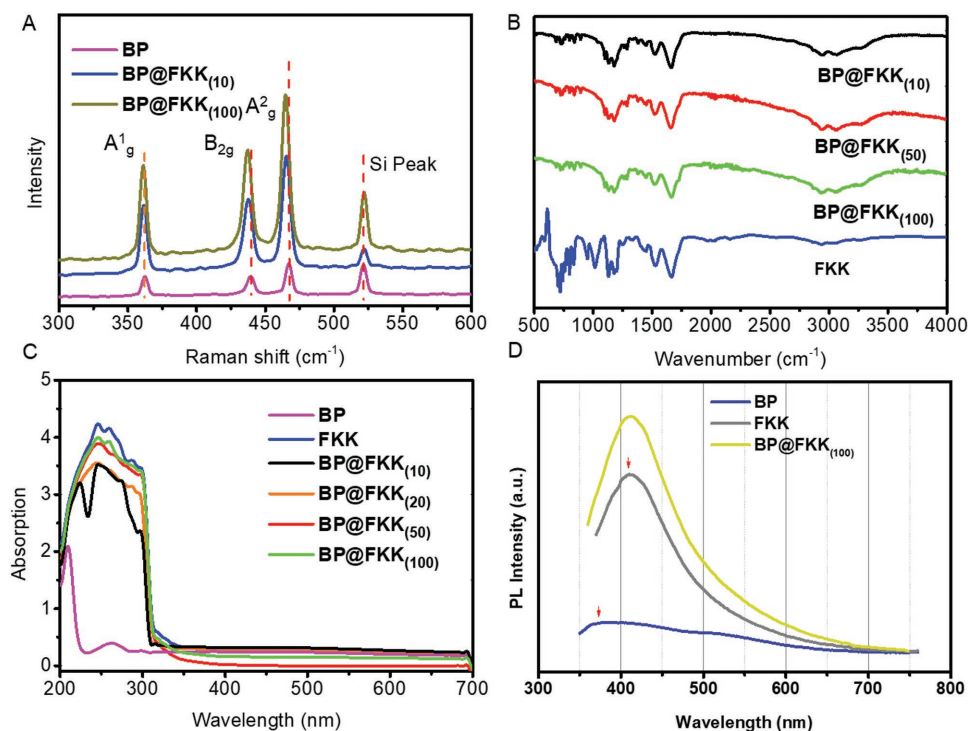 A
BP
BP@FKK(10)
BP@FKK(100)
A¹g
B2g
A²g
Si Peak
Intensity
300 350 400 450 500 550 600
Raman shift (cm⁻¹)
B
BP@FKK(10)
BP@FKK(50)
BP@FKK(100)
FKK
500 1000 1500 2000 2500 3000 3500 4000
Wavenumber (cm⁻¹)
C
5
4
3
2
1
0
Absorption
BP
FKK
BP@FKK(10)
BP@FKK(20)
BP@FKK(50)
BP@FKK(100)
200 300 400 500 600 700
Wavelength (nm)
D
BP
FKK
BP@FKK(100)
PL Intensity (a.u.)
300 400 500 600 700 800
Wavelength (nm)